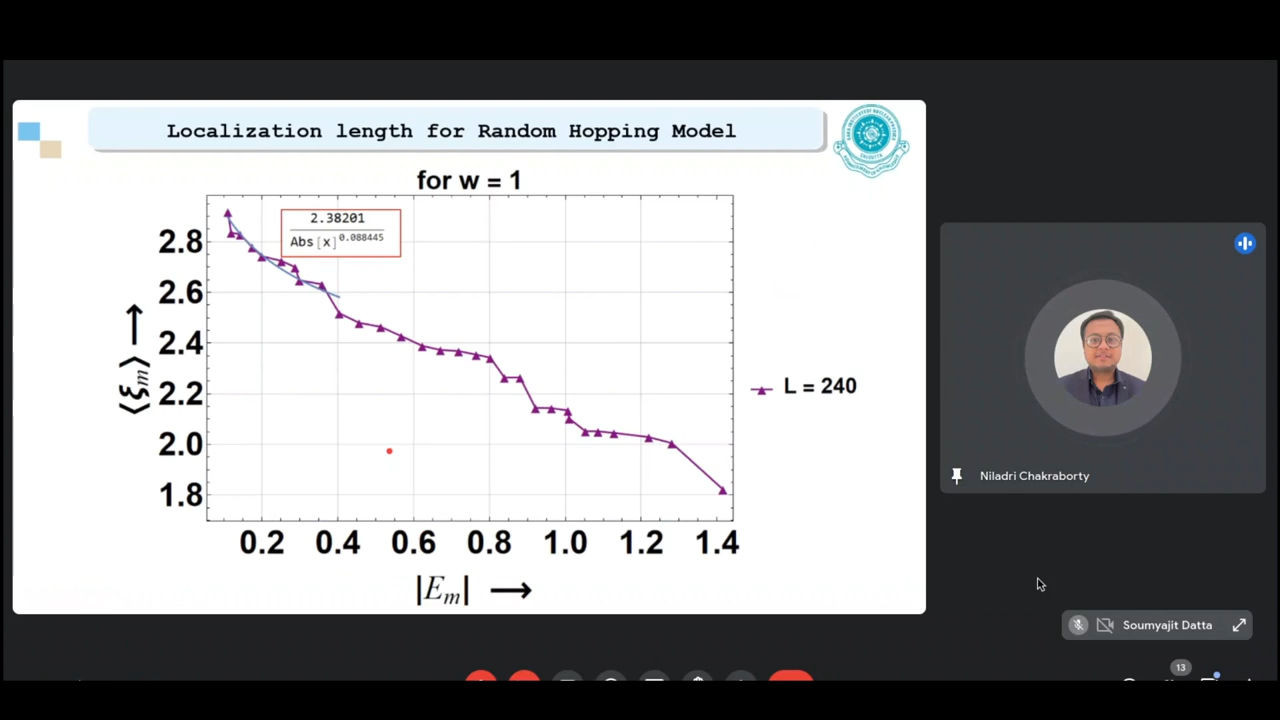 Localization length for Random Hopping Model
for w = 1
2.38201
Abs[x]^0.088445
2.8
2.6
2.4
2.2
2.0
1.8
⟨ξm⟩ ⟶
L = 240
0.2 0.4 0.6 0.8 1.0 1.2 1.4
|Em| ⟶
Niladri Chakraborty
Soumyajit Datta
13